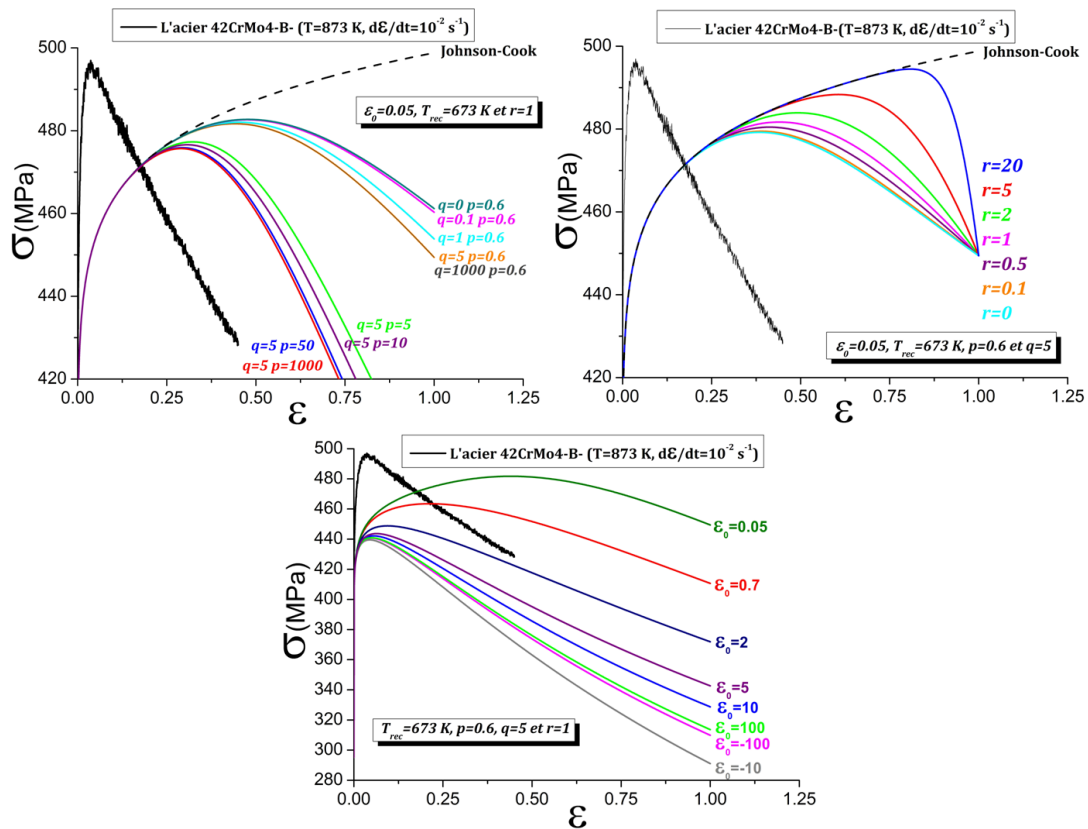 L'acier 42CrMo4-B- (T=873 K, dε/dt=10⁻² s⁻¹)
500
480
460
440
420
σ(MPa)
Johnson-Cook
ε₀=0.05, T_rec=673 K et r=1
q=0 p=0.6
q=0.1 p=0.6
q=1 p=0.6
q=5 p=0.6
q=1000 p=0.6
q=5 p=5
q=5 p=10
q=5 p=50
q=5 p=1000
0.00 0.25 0.50 0.75 1.00 1.25
ε
L'acier 42CrMo4-B-(T=873 K, dε/dt=10⁻² s⁻¹)
500
480
460
440
420
σ(MPa)
Johnson-Cook
r=20
r=5
r=2
r=1
r=0.5
r=0.1
r=0
ε₀=0.05, T_rec=673 K, p=0.6 et q=5
0.00 0.25 0.50 0.75 1.00 1.25
ε
L'acier 42CrMo4-B- (T=873 K, dε/dt=10⁻² s⁻¹)
500
480
460
440
420
400
380
360
340
320
300
280
σ(MPa)
ε₀=0.05
ε₀=0.7
ε₀=2
ε₀=5
ε₀=10
ε₀=100
ε₀=-100
ε₀=-10
T_rec=673 K, p=0.6, q=5 et r=1
0.00 0.25 0.50 0.75 1.00 1.25
ε